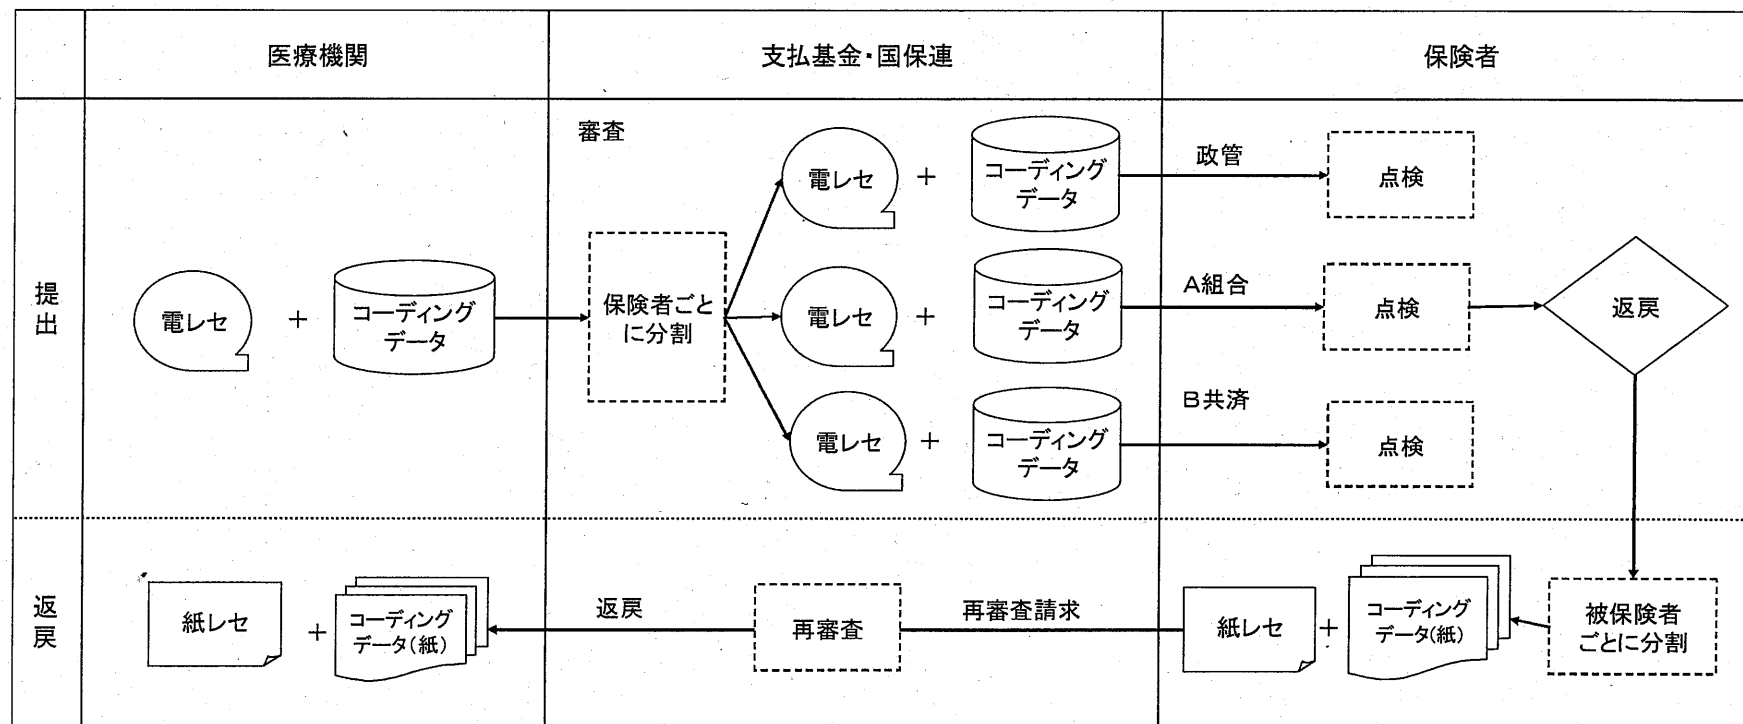 医療機関
支払基金・国保連
保険者
提出
審査
電レセ
+
コーディング
データ
保険者ごと
に分割
電レセ
+
コーディング
データ
政管
点検
電レセ
+
コーディング
データ
A組合
点検
返戻
電レセ
+
コーディング
データ
B共済
点検
返戻
紙レセ
+
コーディング
データ(紙)
返戻
再審査
再審査請求
紙レセ
+
コーディング
データ(紙)
被保険者
ごとに分割